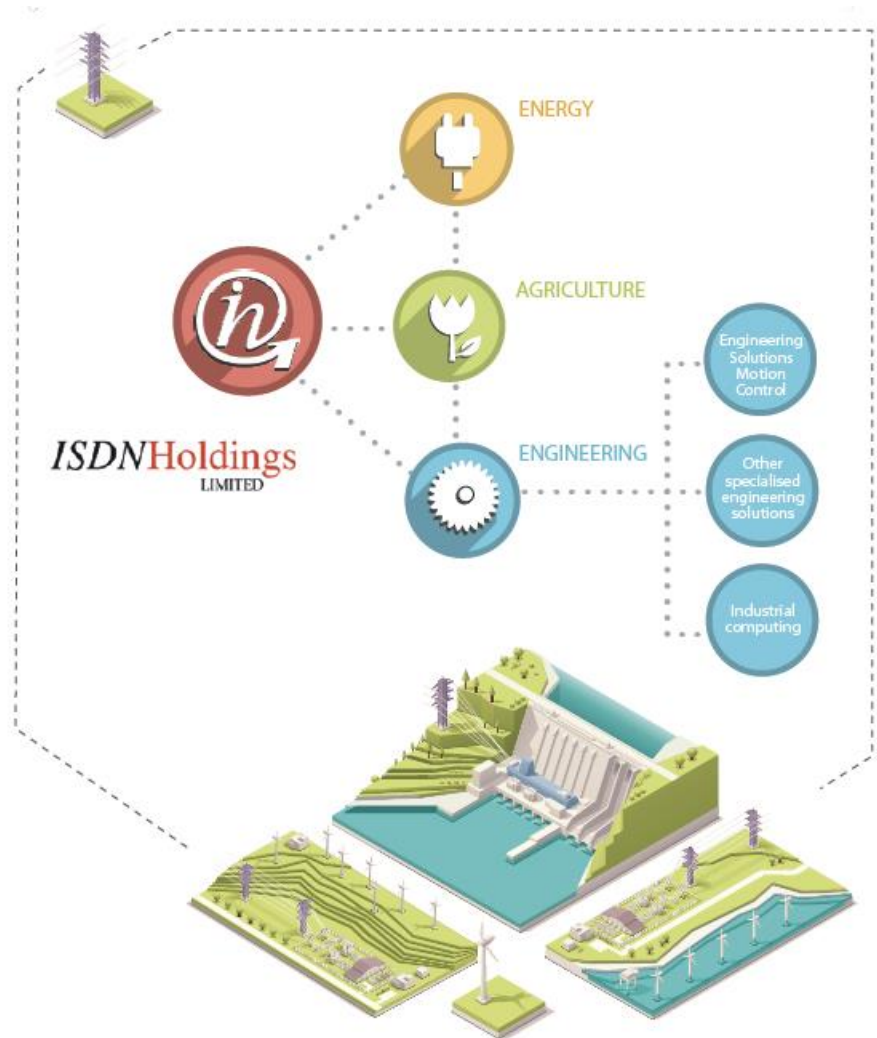 ENERGY
AGRICULTURE
ISDNHoldings
LIMITED
ENGINEERING
Engineering
Solutions
Motion
Control
Other
specialised
engineering
solutions
Industrial
computing